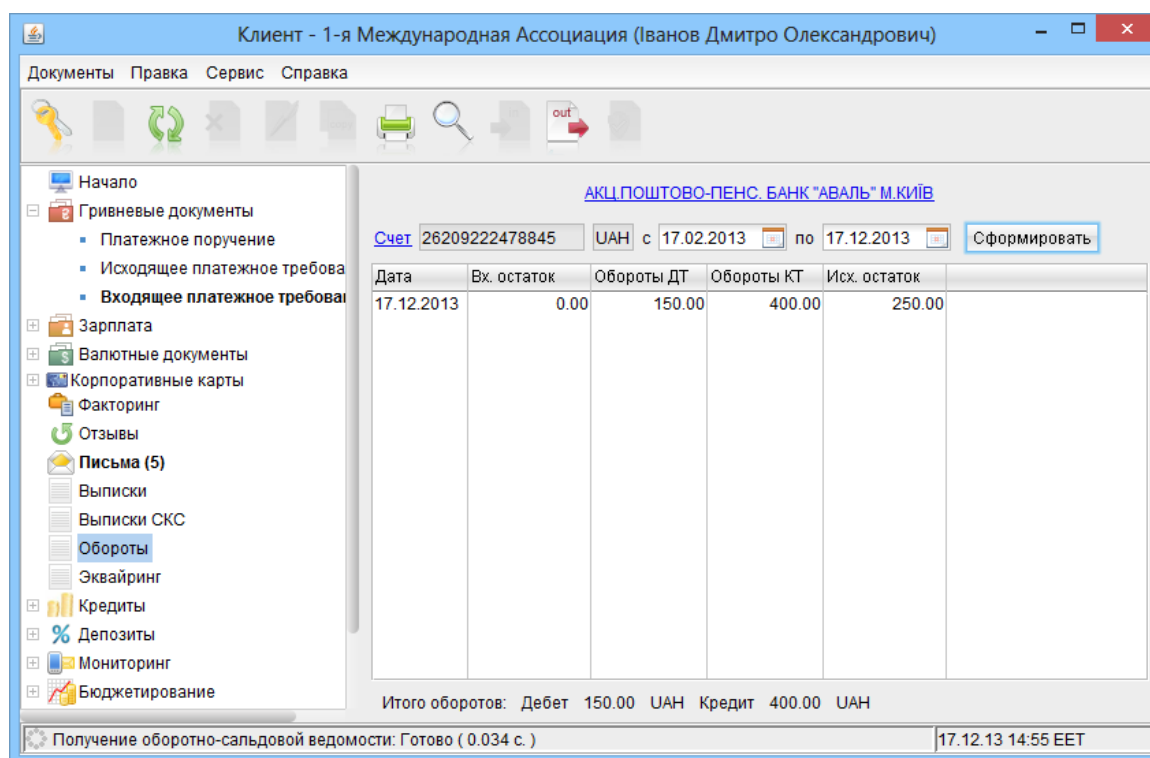 Клиент - 1-я Международная Ассоциация (Іванов Дмитро Олександрович)
Документы Правка Сервис Справка
out
Начало
Гривневые документы
Платежное поручение
Исходящее платежное требова
Входящее платежное требован
Зарплата
Валютные документы
Корпоративные карты
Факторинг
Отзывы
Письма (5)
Выписки
Выписки СКС
Обороты
Эквайринг
Кредиты
Депозиты
Мониторинг
Бюджетирование
АКЦ.ПОШТОВО-ПЕНС. БАНК "АВАЛЬ" М.КИЇВ
Счет 26209222478845 UAH с 17.02.2013 по 17.12.2013 Сформировать
Дата Вх. остаток Обороты ДТ Обороты КТ Исх. остаток
17.12.2013 0.00 150.00 400.00 250.00
Итого оборотов: Дебет 150.00 UAH Кредит 400.00 UAH
Получение оборотно-сальдовой ведомости: Готово ( 0.034 с. ) 17.12.13 14:55 EET